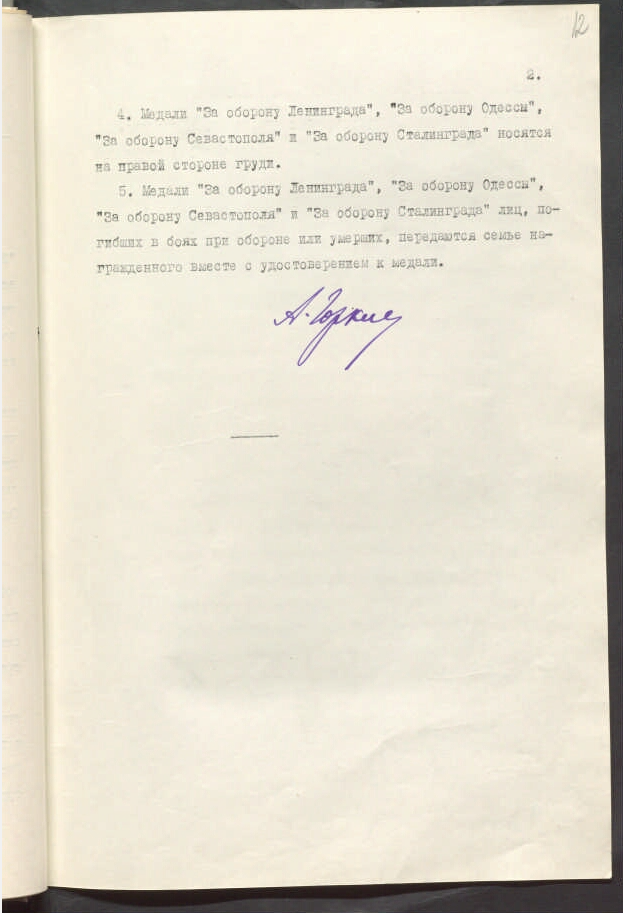 12
2.
4. Медали "За оборону Ленинграда", "За оборону Одессы",
"За оборону Севастополя" и "За оборону Сталинграда" носятся
на правой стороне груди.
5. Медали "За оборону Ленинграда", "За оборону Одессы",
"За оборону Севастополя" и "За оборону Сталинграда" лиц, по-
гибших в боях при обороне или умерших, передаются семье на-
гражденного вместе с удостоверением к медали.
А. Горкин